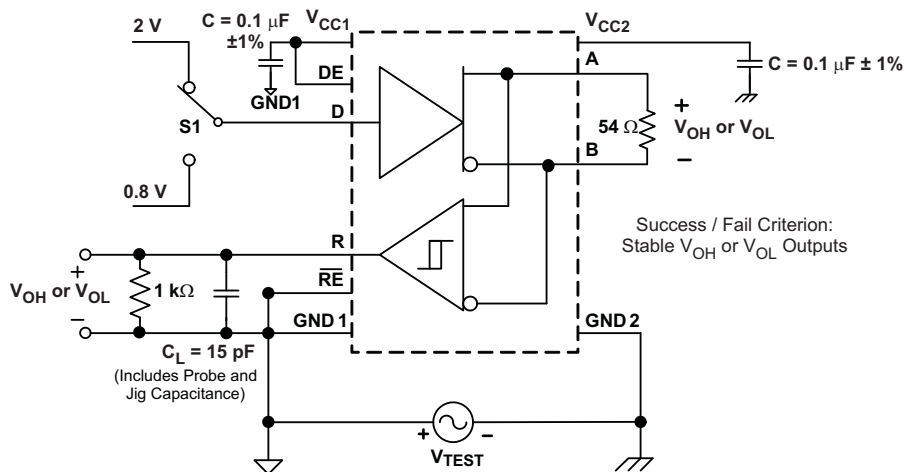 2 V
C = 0.1 μF
±1%
V_CC1
V_CC2
DE
GND1
A
C = 0.1 μF ± 1%
S1
D
54 Ω
+
V_OH or V_OL
–
B
0.8 V
Success / Fail Criterion:
Stable V_OH or V_OL Outputs
R
+
V_OH or V_OL
–
1 kΩ
R̅E̅
GND 1
GND 2
C_L = 15 pF
(Includes Probe and
Jig Capacitance)
+
–
V_TEST